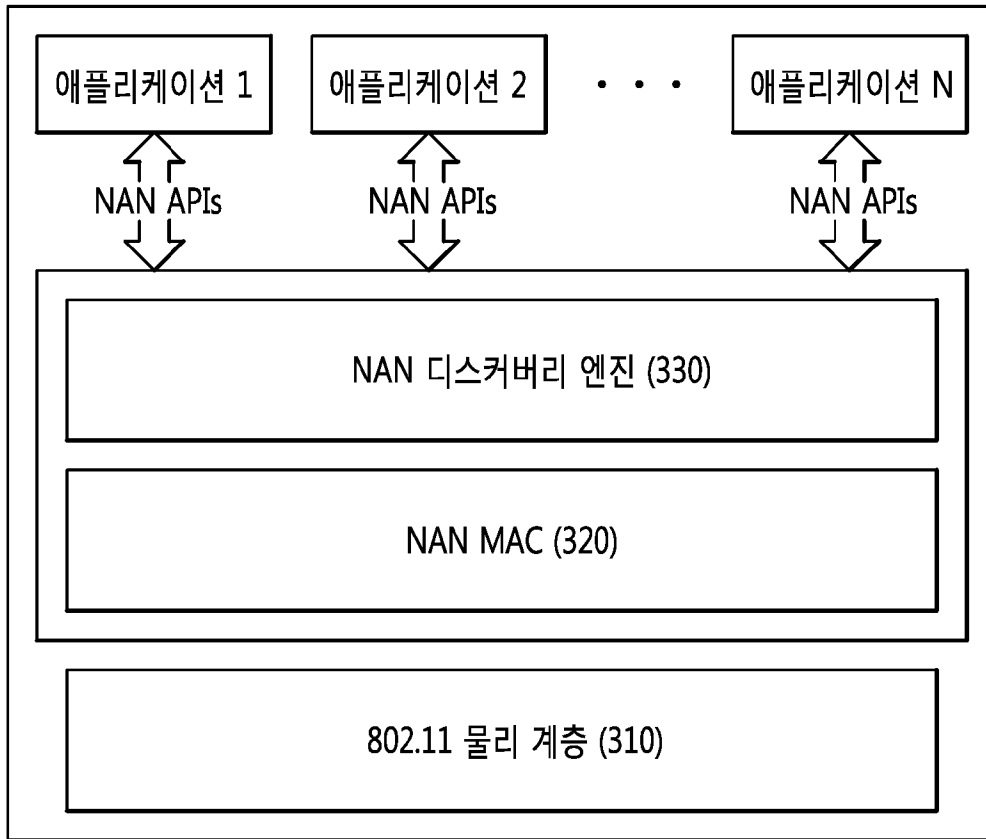 애플리케이션 1
애플리케이션 2
· · ·
애플리케이션 N
NAN APIs
NAN APIs
NAN APIs
NAN 디스커버리 엔진 (330)
NAN MAC (320)
802.11 물리 계층 (310)